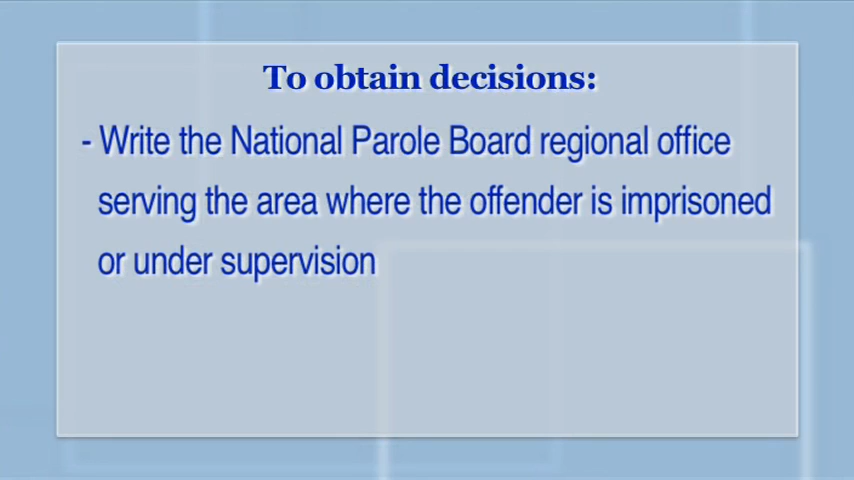 To obtain decisions:
- Write the National Parole Board regional office
serving the area where the offender is imprisoned
or under supervision